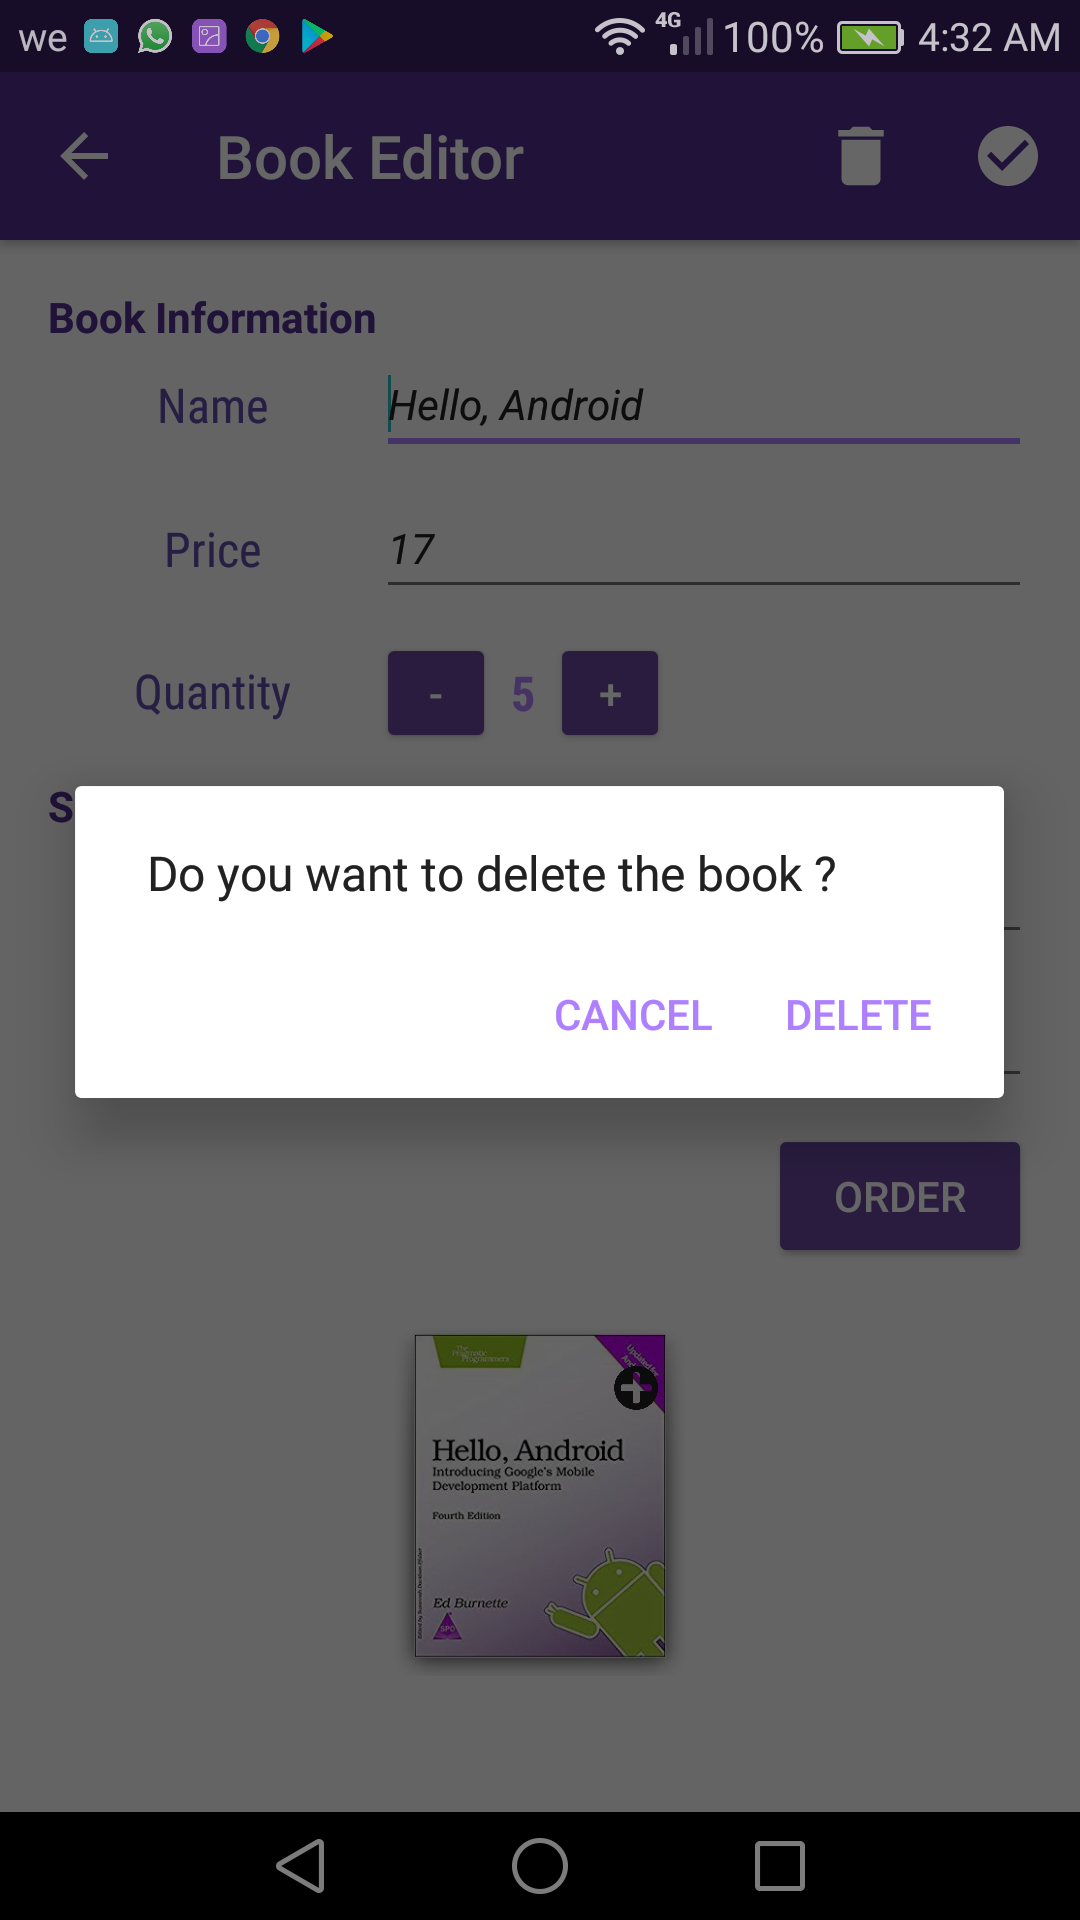 we 4G 100% 4:32 AM
Book Editor
Book Information
Name Hello, Android
Price 17
Quantity - 5 +
S
Do you want to delete the book ?
CANCEL DELETE
ORDER
The Pragmatic
Programmers
Updated for
Hello, Android
Introducing Google's Mobile
Development Platform
Fourth Edition
Ed Burnette
SPD